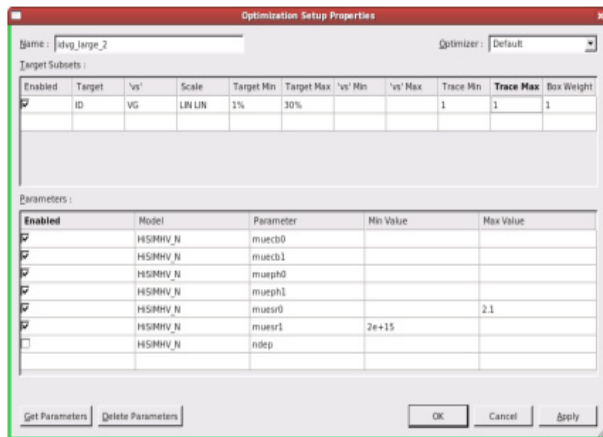 Optimization Setup Properties
Name : idvg_large_2 Optimizer : Default
Target Subsets :
Enabled Target 'vs' Scale Target Min Target Max 'vs' Min 'vs' Max Trace Min Trace Max Box Weight
ID VG LIN LIN 1% 30% 1 1 1
Parameters :
Enabled Model Parameter Min Value Max Value
HiSIMHV_N muecb0
HiSIMHV_N muecb1
HiSIMHV_N mueph0
HiSIMHV_N mueph1
HiSIMHV_N muesr0 2.1
HiSIMHV_N muesr1 2e+15
HiSIMHV_N ndep
Get Parameters Delete Parameters OK Cancel Apply